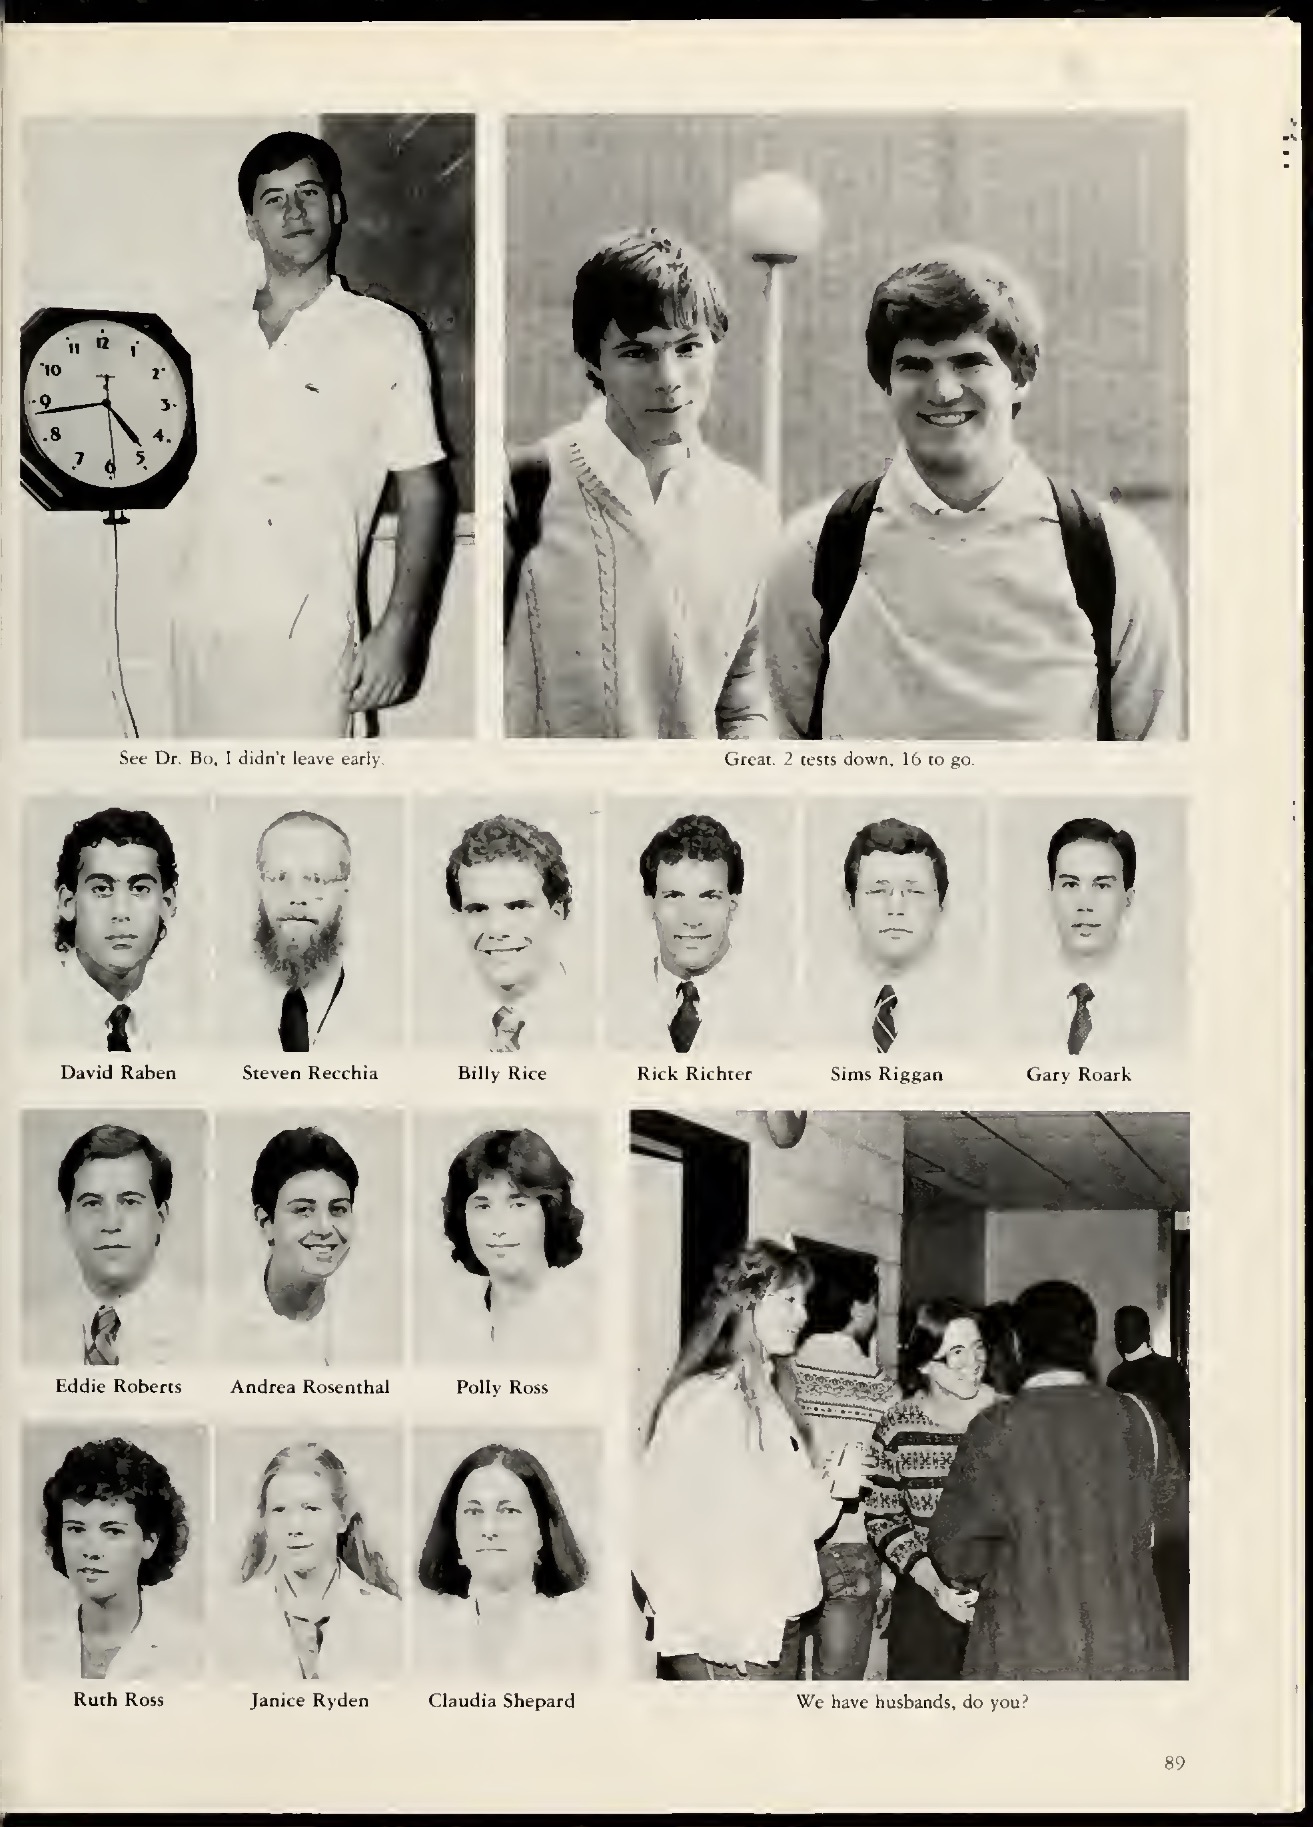 11 12 1
10 2
9 3
8 4
7 6 5
See Dr. Bo, I didn't leave early.
Great. 2 tests down, 16 to go.
David Raben
Steven Recchia
Billy Rice
Rick Richter
Sims Riggan
Gary Roark
Eddie Roberts
Andrea Rosenthal
Polly Ross
Ruth Ross
Janice Ryden
Claudia Shepard
We have husbands, do you?
89